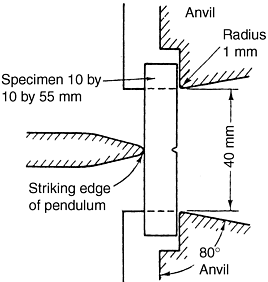 Anvil
Radius
1 mm
Specimen 10 by
10 by 55 mm
40 mm
Striking edge
of pendulum
80°
Anvil